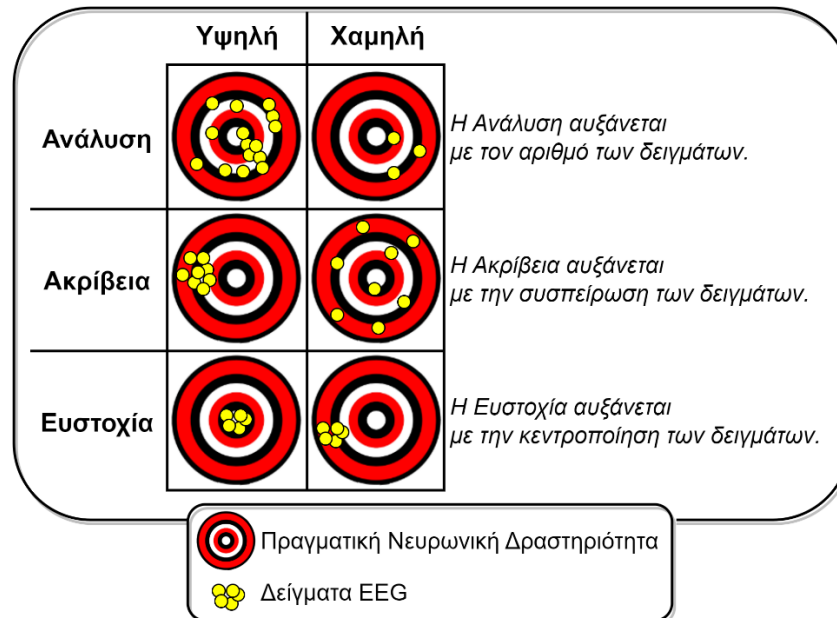 Υψηλή
Χαμηλή
Ανάλυση
Η Ανάλυση αυξάνεται
με τον αριθμό των δειγμάτων.
Ακρίβεια
Η Ακρίβεια αυξάνεται
με την συσπείρωση των δειγμάτων.
Ευστοχία
Η Ευστοχία αυξάνεται
με την κεντροποίηση των δειγμάτων.
Πραγματική Νευρωνική Δραστηριότητα
Δείγματα EEG